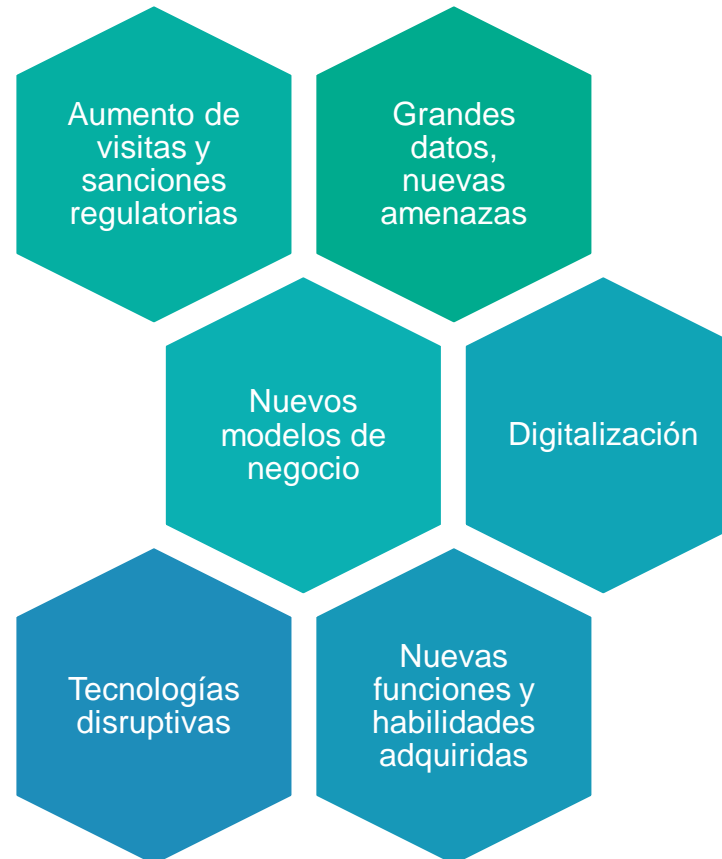 Aumento de
visitas y
sanciones
regulatorias
Grandes
datos,
nuevas
amenazas
Nuevos
modelos de
negocio
Digitalización
Tecnologías
disruptivas
Nuevas
funciones y
habilidades
adquiridas